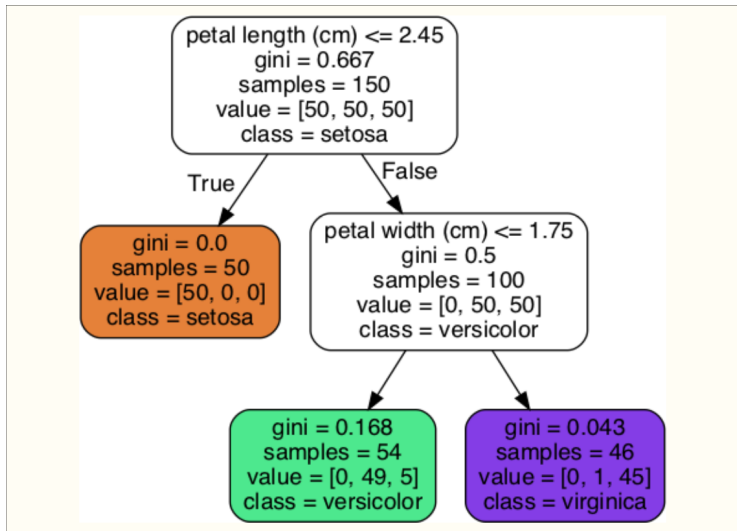 petal length (cm) <= 2.45
gini = 0.667
samples = 150
value = [50, 50, 50]
class = setosa
True
False
gini = 0.0
samples = 50
value = [50, 0, 0]
class = setosa
petal width (cm) <= 1.75
gini = 0.5
samples = 100
value = [0, 50, 50]
class = versicolor
gini = 0.168
samples = 54
value = [0, 49, 5]
class = versicolor
gini = 0.043
samples = 46
value = [0, 1, 45]
class = virginica